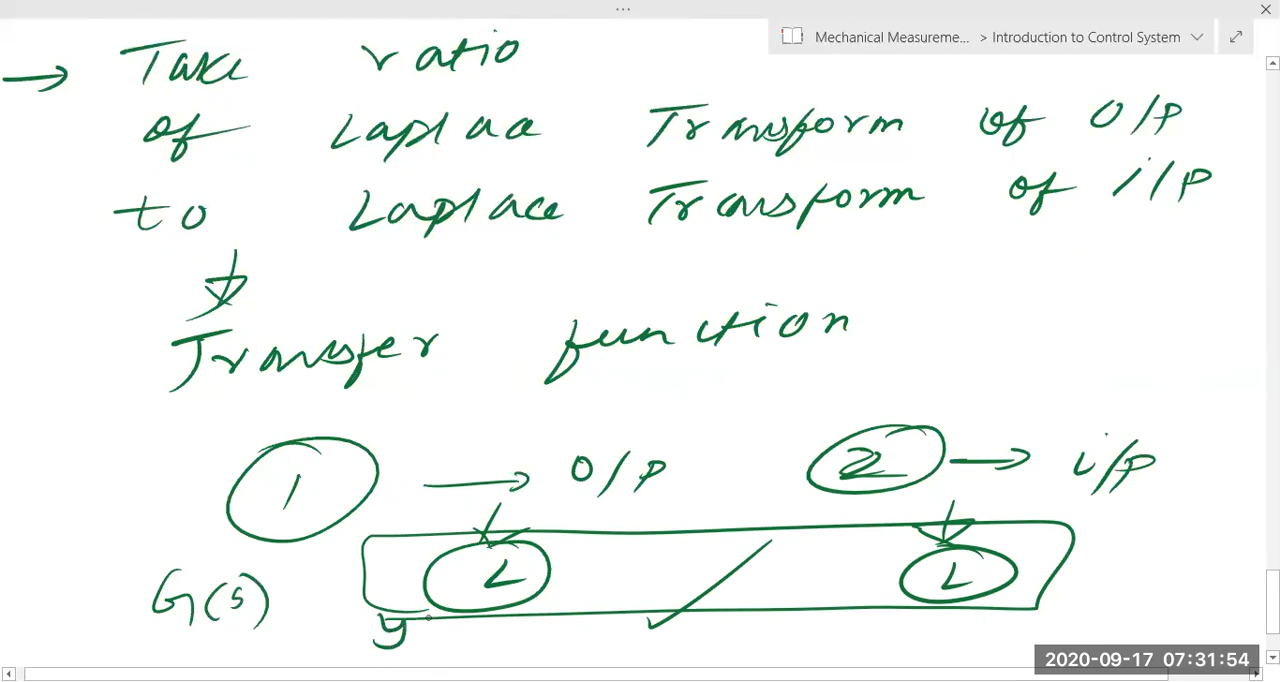 ...
Mechanical Measureme... > Introduction to Control System
→ Take ratio
of Laplace Transform of O/P
to Laplace Transform of i/P
Transfer function
1 → O/P 2 → i/P
L L
G(s)
y
2020-09-17 07:31:54